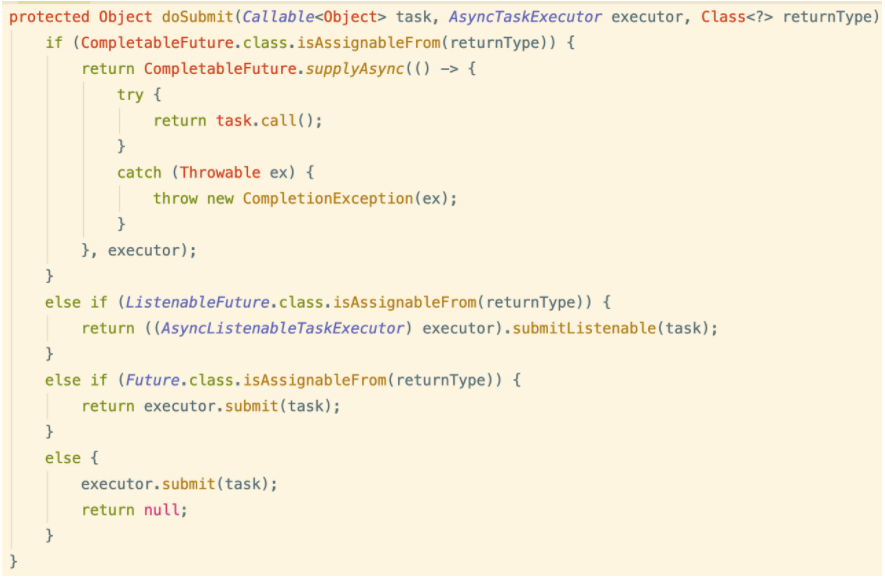 protected Object doSubmit(Callable<Object> task, AsyncTaskExecutor executor, Class<?> returnType)
    if (CompletableFuture.class.isAssignableFrom(returnType)) {
        return CompletableFuture.supplyAsync(() -> {
            try {
                return task.call();
            }
            catch (Throwable ex) {
                throw new CompletionException(ex);
            }
        }, executor);
    }
    else if (ListenableFuture.class.isAssignableFrom(returnType)) {
        return ((AsyncListenableTaskExecutor) executor).submitListenable(task);
    }
    else if (Future.class.isAssignableFrom(returnType)) {
        return executor.submit(task);
    }
    else {
        executor.submit(task);
        return null;
    }
}